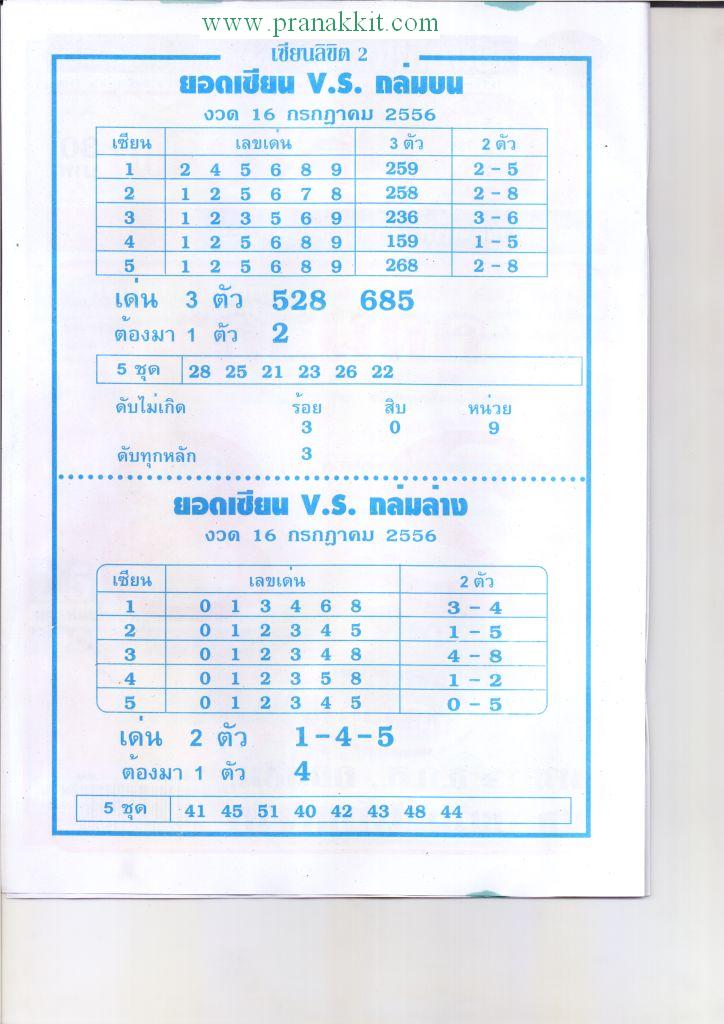 www.pranakkit.com
เซียนลิขิต 2
ยอดเซียน V.S. ถล่มบน
งวด 16 กรกฎาคม 2556
เซียน เลขเด่น 3 ตัว 2 ตัว
1 2 4 5 6 8 9 259 2 - 5
2 1 2 5 6 7 8 258 2 - 8
3 1 2 3 5 6 9 236 3 - 6
4 1 2 5 6 8 9 159 1 - 5
5 1 2 5 6 8 9 268 2 - 8
เด่น 3 ตัว 528 685
ต้องมา 1 ตัว 2
5 ชุด 28 25 21 23 26 22
ดับไม่เกิด ร้อย สิบ หน่วย
3 0 9
ดับทุกหลัก 3
ยอดเซียน V.S. ถล่มล่าง
งวด 16 กรกฎาคม 2556
เซียน เลขเด่น 2 ตัว
1 0 1 3 4 6 8 3 - 4
2 0 1 2 3 4 5 1 - 5
3 0 1 2 3 4 8 4 - 8
4 0 1 2 3 5 8 1 - 2
5 0 1 2 3 4 5 0 - 5
เด่น 2 ตัว 1-4-5
ต้องมา 1 ตัว 4
5 ชุด 41 45 51 40 42 43 48 44